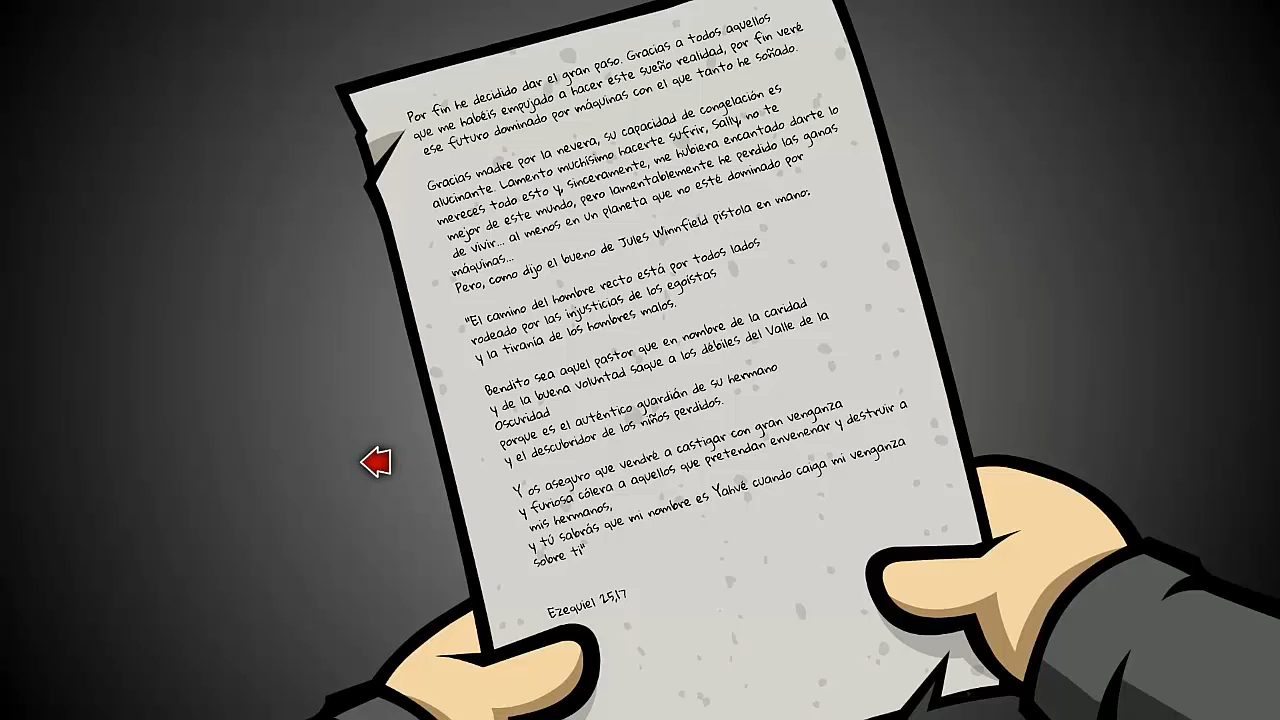 Por fin he decidido dar el gran paso. Gracias a todos aquellos
que me habéis empujado a hacer este sueño realidad, por fin veré
ese futuro dominado por máquinas con el que tanto he soñado.
Gracias madre por la nevera, su capacidad de congelación es
alucinante. Lamento muchísimo hacerte sufrir, Sally, no te
mereces todo esto y, sinceramente, me hubiera encantado darte lo
mejor de este mundo, pero lamentablemente he perdido las ganas
de vivir... al menos en un planeta que no esté dominado por
máquinas...
Pero, como dijo el bueno de Jules Winnfield pistola en mano:
"El camino del hombre recto está por todos lados
rodeado por las injusticias de los egoístas
y la tiranía de los hombres malos.
Bendito sea aquel pastor que en nombre de la caridad
y de la buena voluntad saque a los débiles del Valle de la
Oscuridad
porque es el auténtico guardián de su hermano
y el descubridor de los niños perdidos.
Y os aseguro que vendré a castigar con gran venganza
y furiosa cólera a aquellos que pretendan envenenar y destruir a
mis hermanos,
y tú sabrás que mi nombre es Yahvé cuando caiga mi venganza
sobre ti"
Ezequiel 25,17